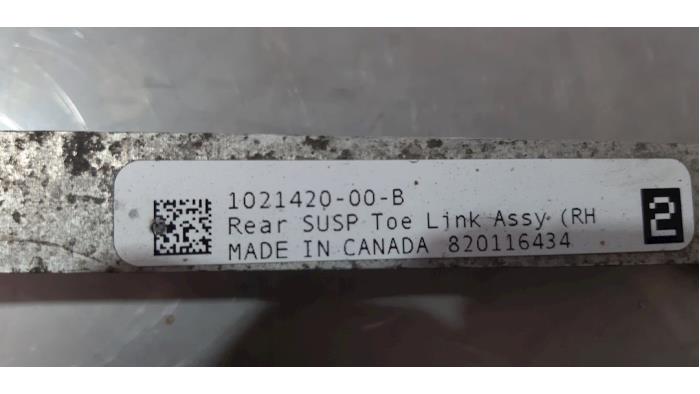 1021420-00-B
Rear SUSP Toe Link Assy (RH
MADE IN CANADA 820116434
2